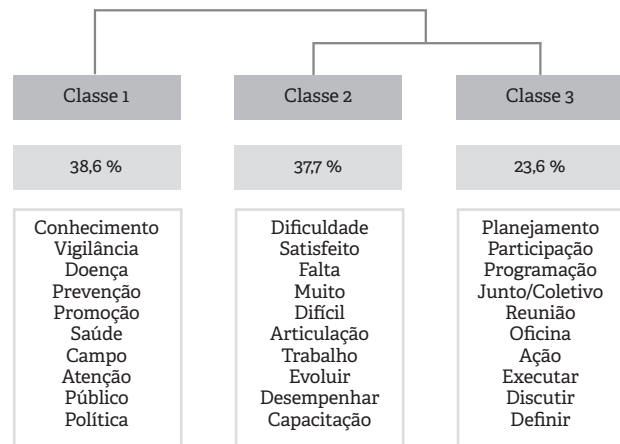 Classe 1
38,6 %
Conhecimento
Vigilância
Doença
Prevenção
Promoção
Saúde
Campo
Atenção
Público
Política
Classe 2
37,7 %
Dificuldade
Satisfeito
Falta
Muito
Difícil
Articulação
Trabalho
Evoluir
Desempenhar
Capacitação
Classe 3
23,6 %
Planejamento
Participação
Programação
Junto/Coletivo
Reunião
Oficina
Ação
Executar
Discutir
Definir